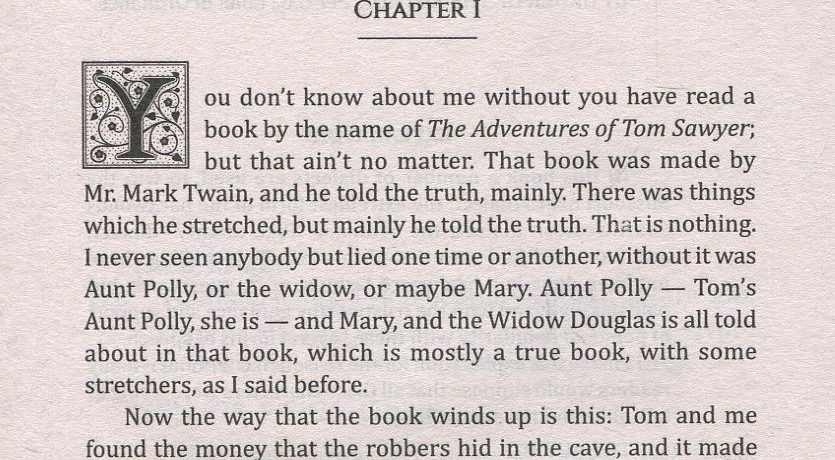 CHAPTER I
You don't know about me without you have read a
book by the name of The Adventures of Tom Sawyer;
but that ain't no matter. That book was made by
Mr. Mark Twain, and he told the truth, mainly. There was things
which he stretched, but mainly he told the truth. That is nothing.
I never seen anybody but lied one time or another, without it was
Aunt Polly, or the widow, or maybe Mary. Aunt Polly — Tom's
Aunt Polly, she is — and Mary, and the Widow Douglas is all told
about in that book, which is mostly a true book, with some
stretchers, as I said before.
Now the way that the book winds up is this: Tom and me
found the money that the robbers hid in the cave, and it made